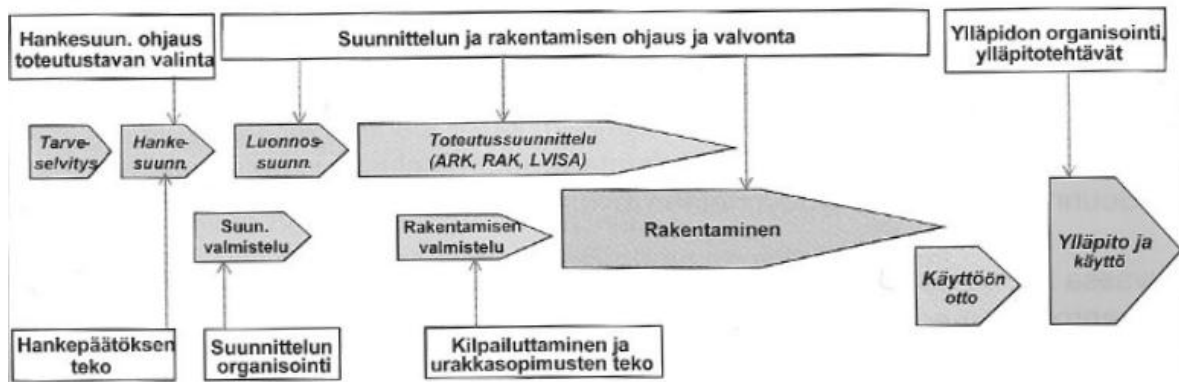 Hankesuun. ohjaus
toteutustavan valinta
Suunnittelun ja rakentamisen ohjaus ja valvonta
Ylläpidon organisointi,
ylläpitotehtävät
Tarve-
selvitys
Hanke-
suunn.
Luonnos-
suunn.
Toteutussuunnittelu
(ARK, RAK, LVISA)
Suun.
valmistelu
Rakentamisen
valmistelu
Rakentaminen
Käyttöön
otto
Ylläpito ja
käyttö
Hankepäätöksen
teko
Suunnittelun
organisointi
Kilpailuttaminen ja
urakkasopimusten teko